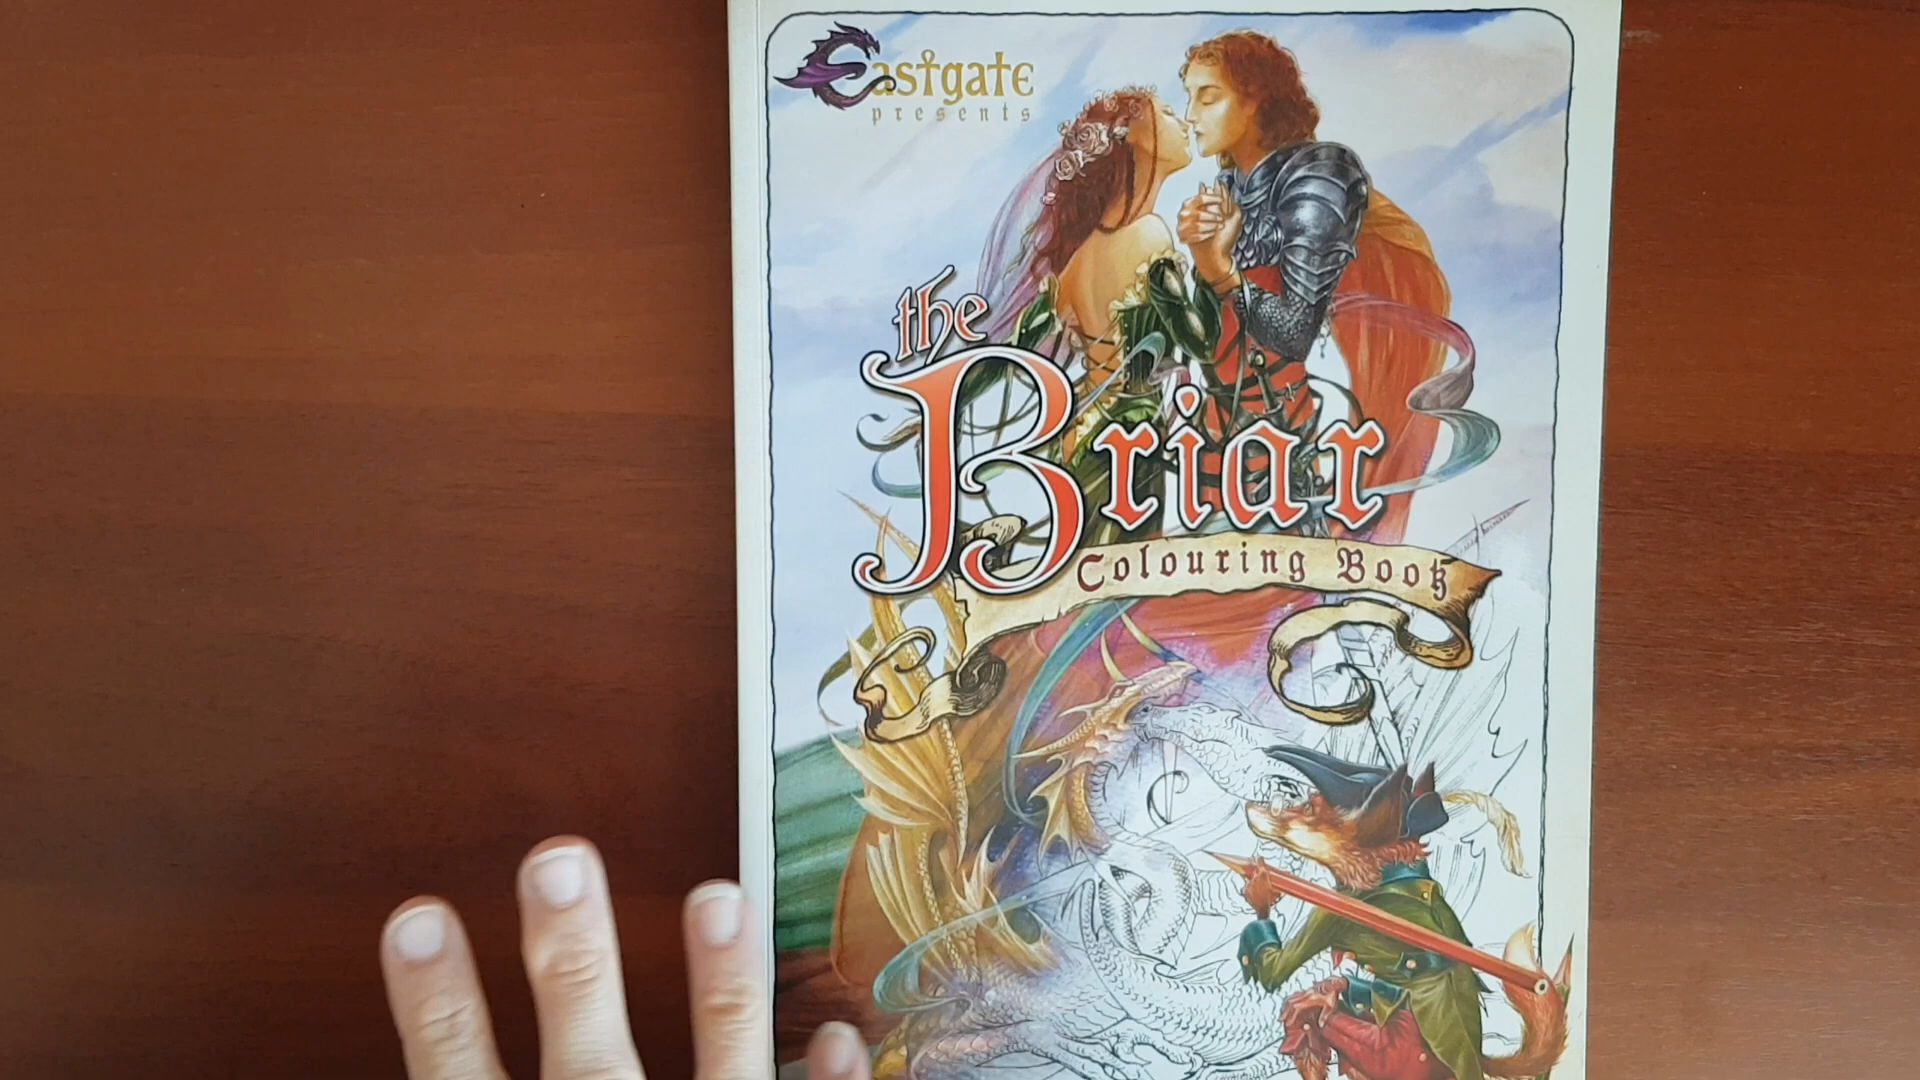 Eastgate
presents
the
Briar
Colouring Book